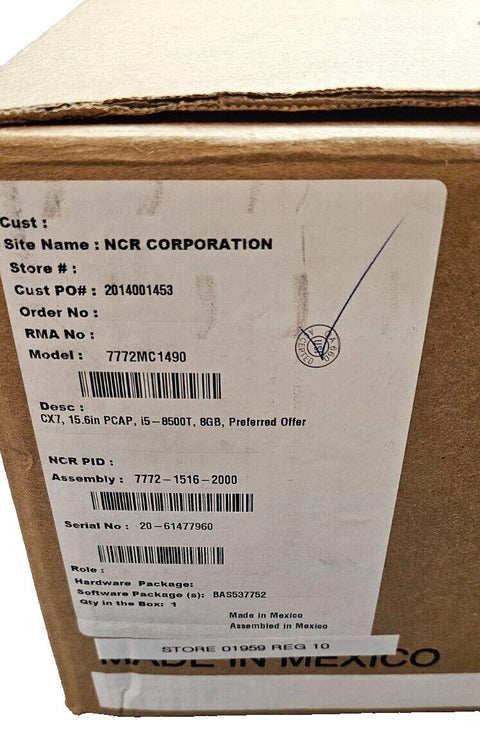 Cust :
Site Name : NCR CORPORATION
Store # :
Cust PO# : 2014001453
Order No :
RMA No :
Model : 7772MC1490
Desc :
CX7, 15.6in PCAP, i5-8500T, 8GB, Preferred Offer
NCR PID :
Assembly : 7772-1516-2000
Serial No : 20-61477960
Role :
Hardware Package:
Software Package (s): BAS537752
Qty in the Box: 1
Made in Mexico
Assembled in Mexico
STORE 01959 REG 10
MADE IN MEXICO